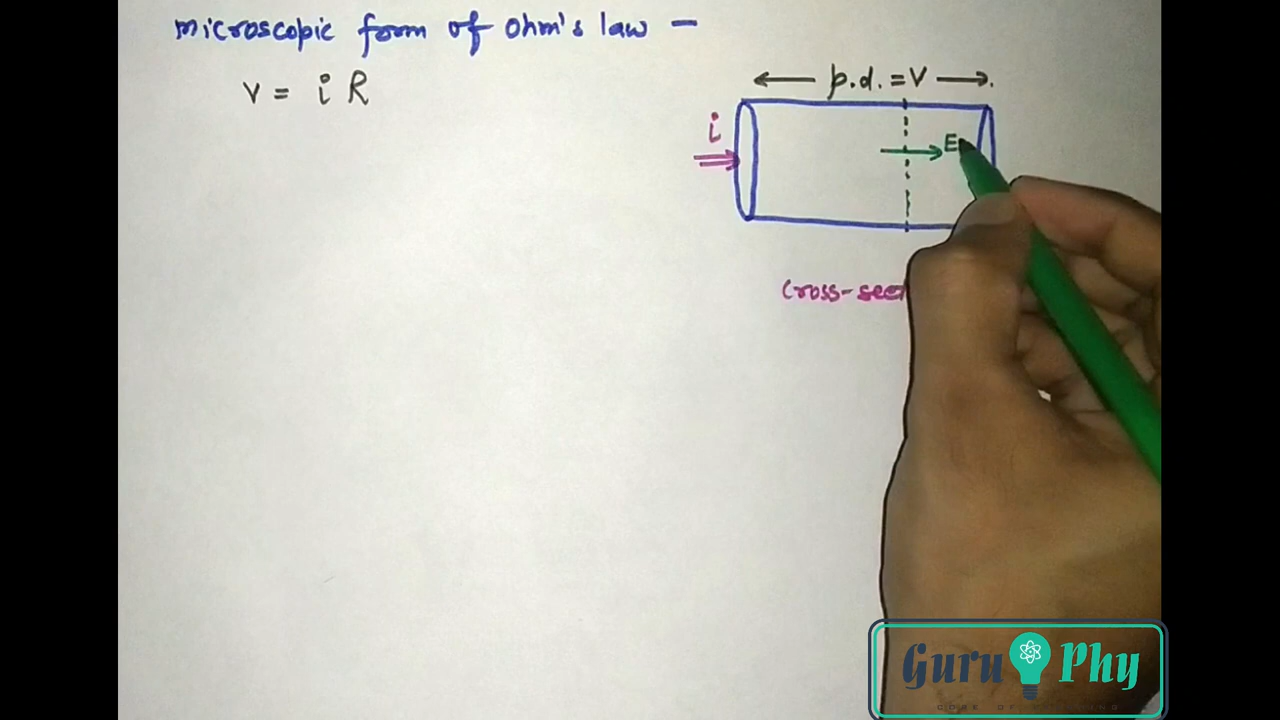 microscopic form of ohm's law –
v = i R
p.d. = V
i
E
Guru Phy